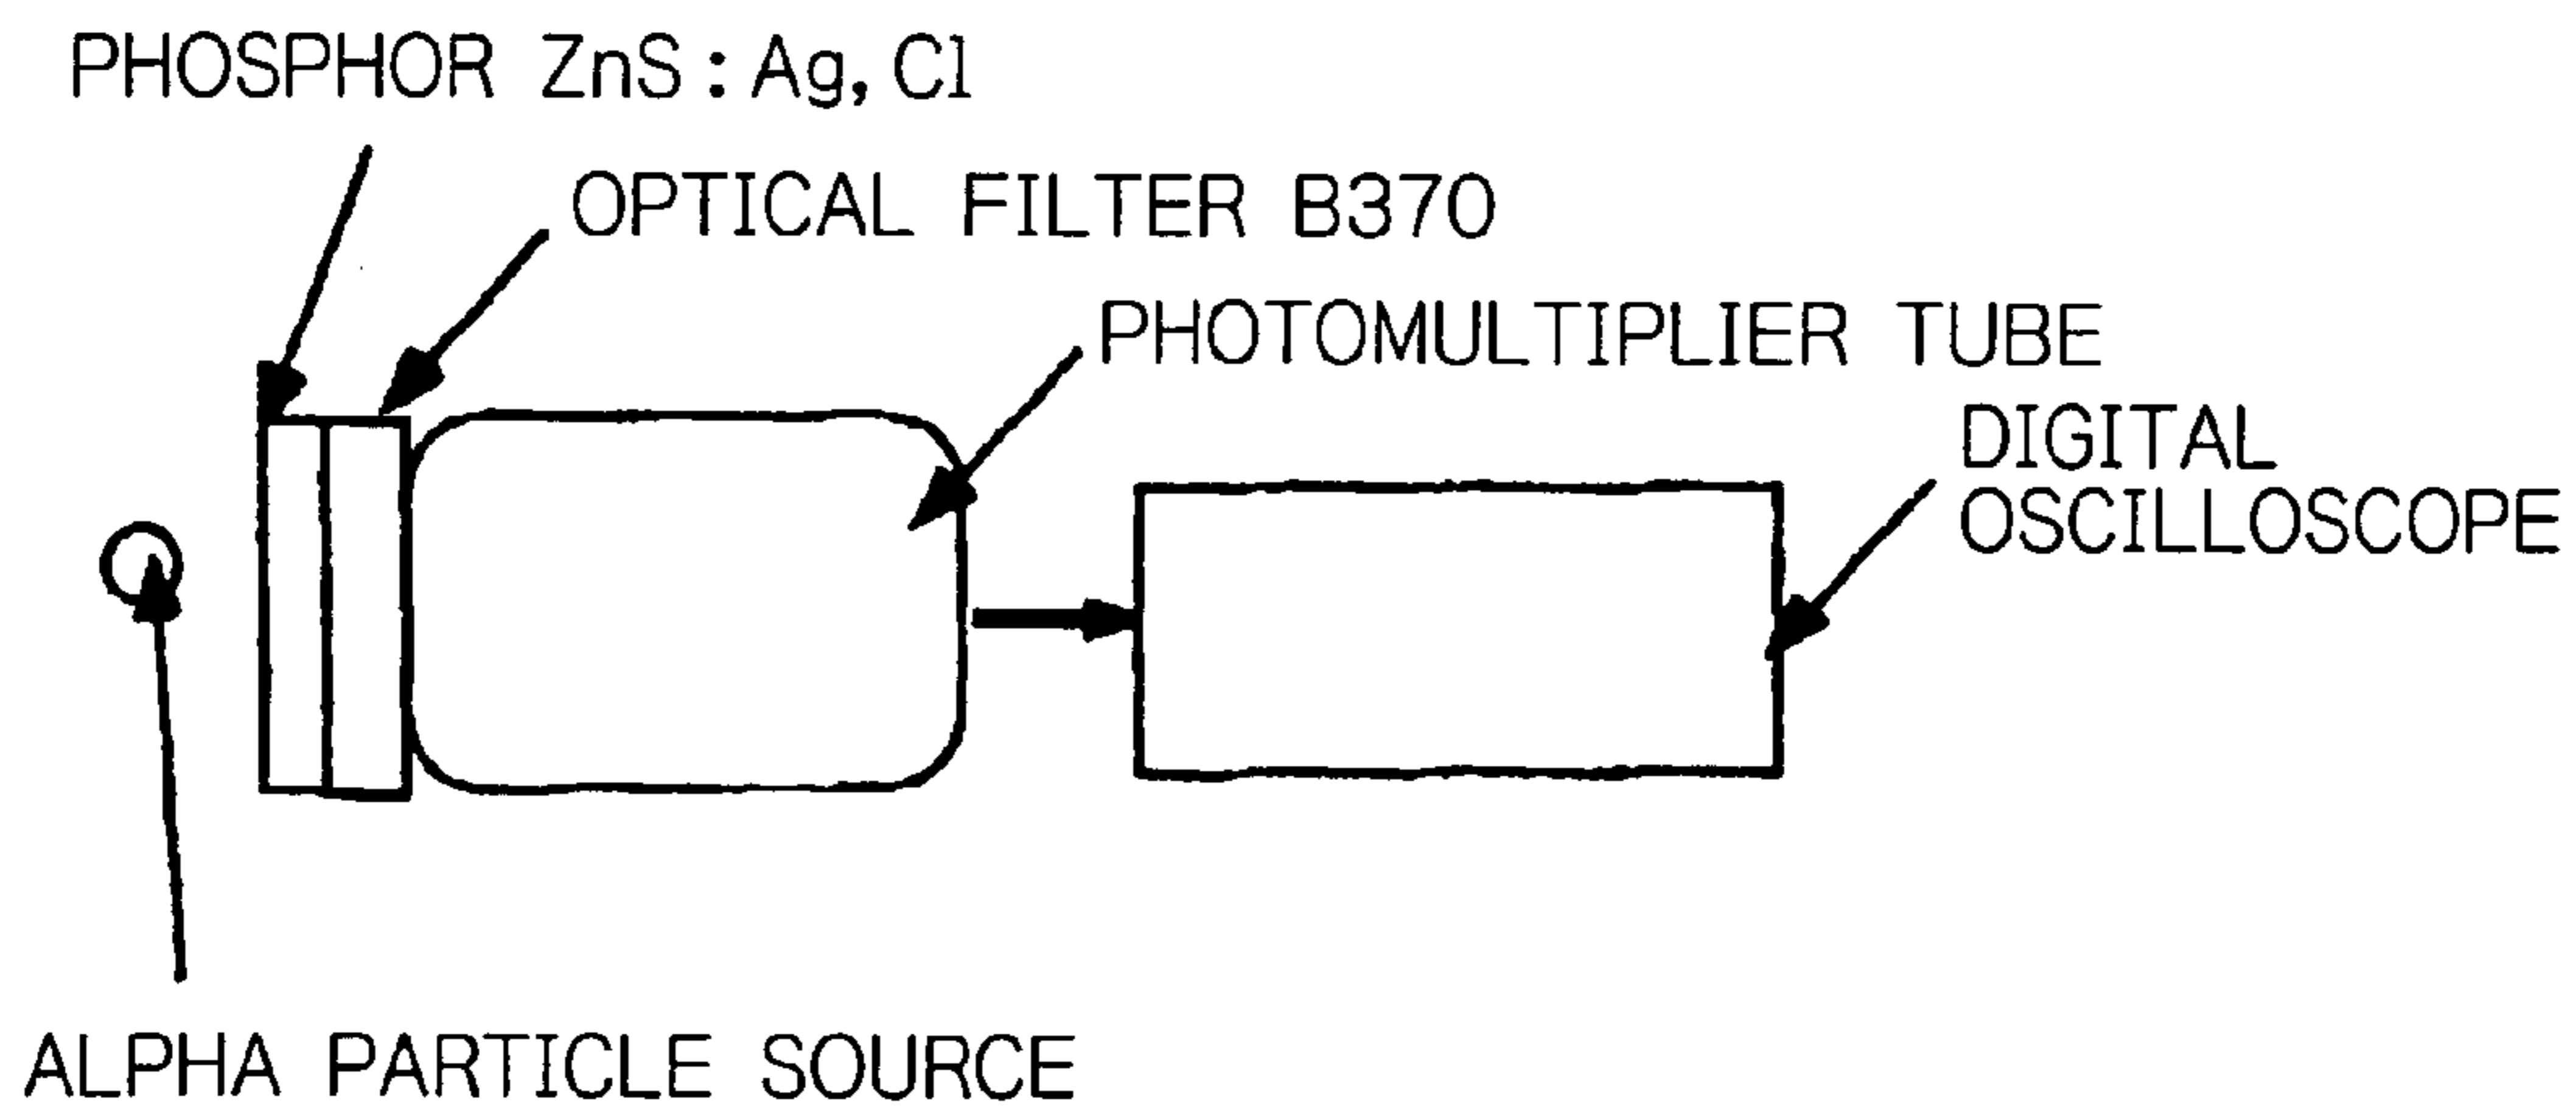 PHOSPHOR ZnS : Ag, Cl
OPTICAL FILTER B370
PHOTOMULTIPLIER TUBE
DIGITAL
OSCILLOSCOPE
ALPHA PARTICLE SOURCE